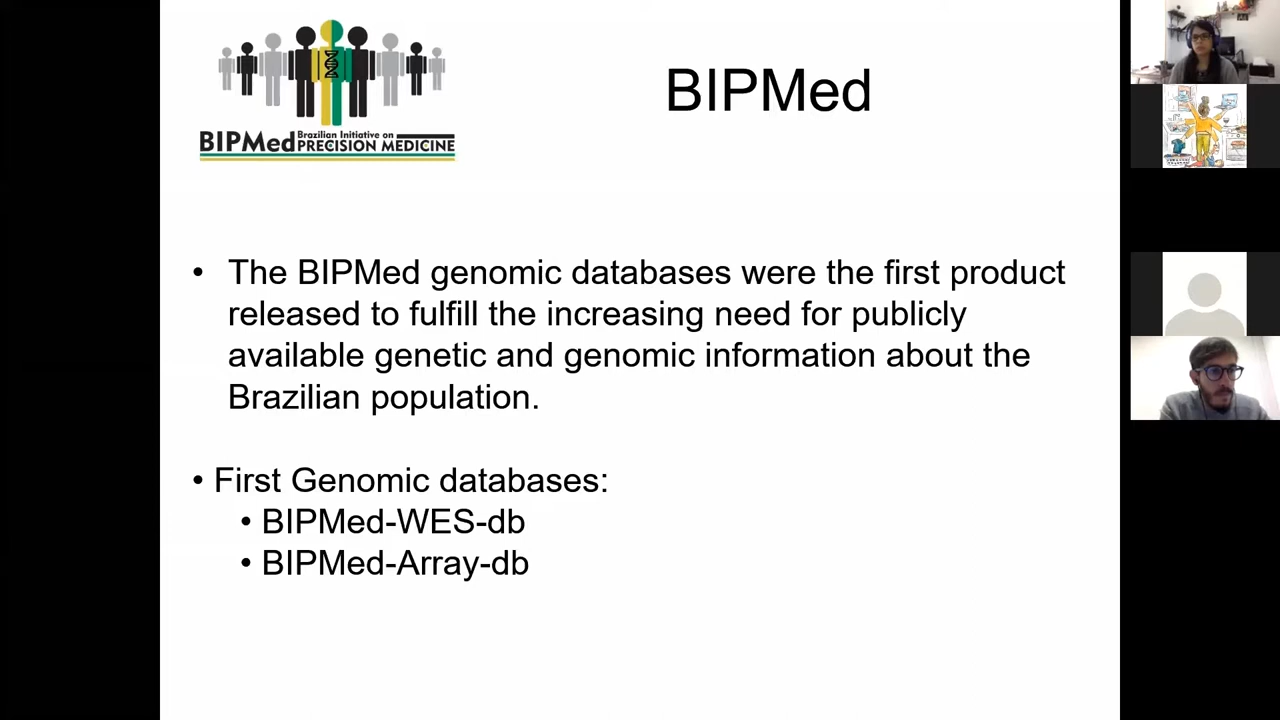 BIPMed
BIPMed Brazilian Initiative on
PRECISION MEDICINE
• The BIPMed genomic databases were the first product
released to fulfill the increasing need for publicly
available genetic and genomic information about the
Brazilian population.
• First Genomic databases:
• BIPMed-WES-db
• BIPMed-Array-db